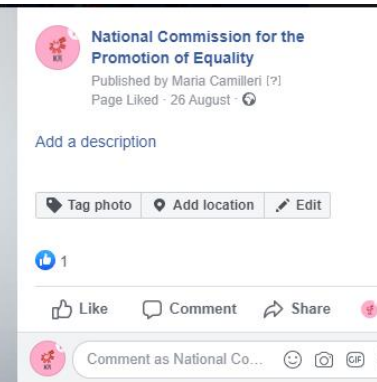 National Commission for the
Promotion of Equality
Published by Maria Camilleri [?]
Page Liked · 26 August ·
Add a description
Tag photo Add location Edit
1
Like Comment Share
Comment as National Co... GIF